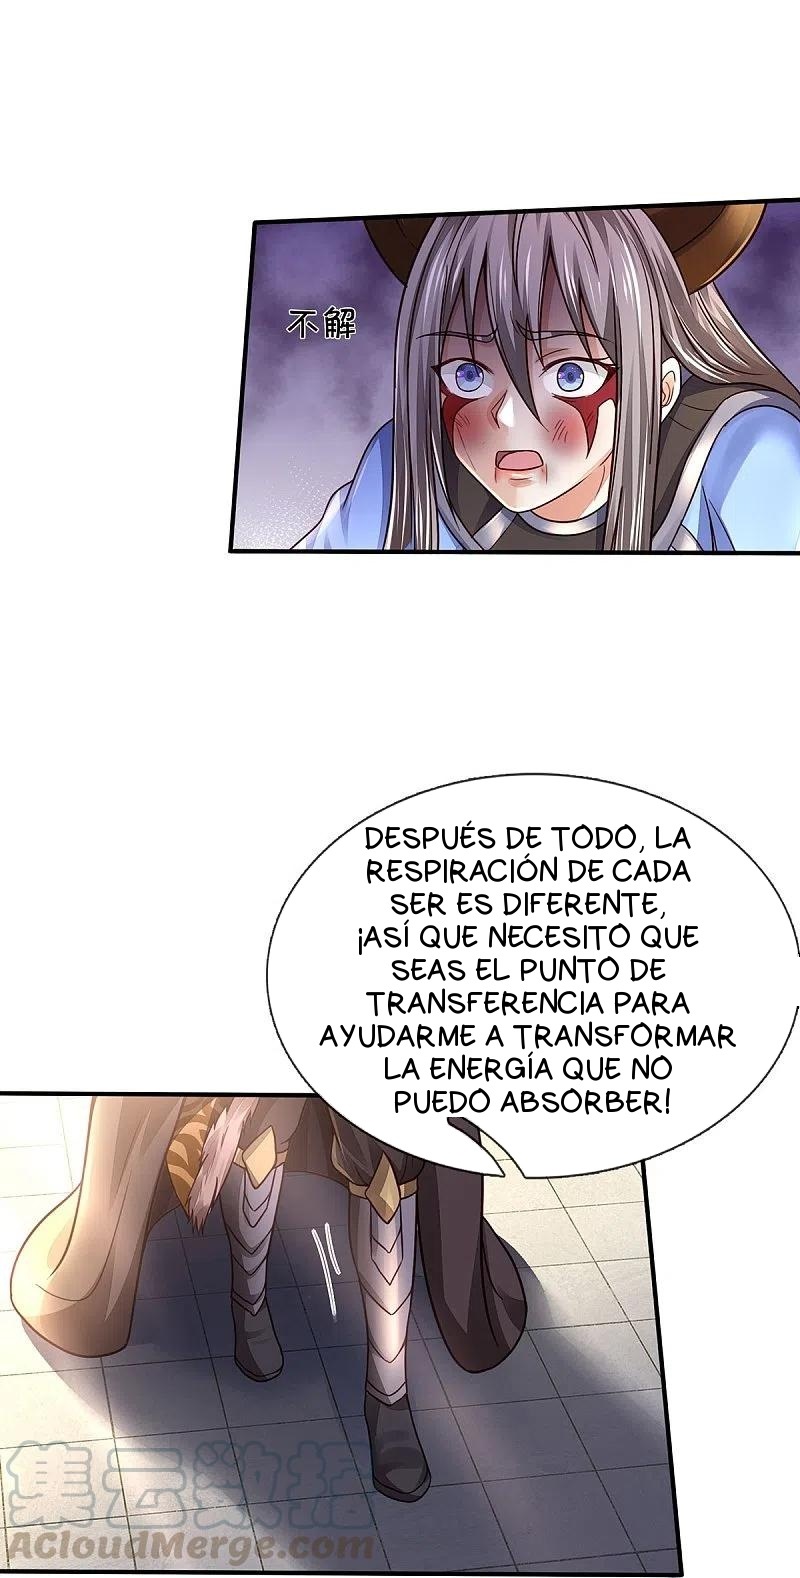 不解
DESPUÉS DE TODO, LA
RESPIRACIÓN DE CADA
SER ES DIFERENTE,
¡ASÍ QUE NECESITO QUE
SEAS EL PUNTO DE
TRANSFERENCIA PARA
AYUDARME A TRANSFORMAR
LA ENERGÍA QUE NO
PUEDO ABSORBER!
集云数据
ACloudMerge.com